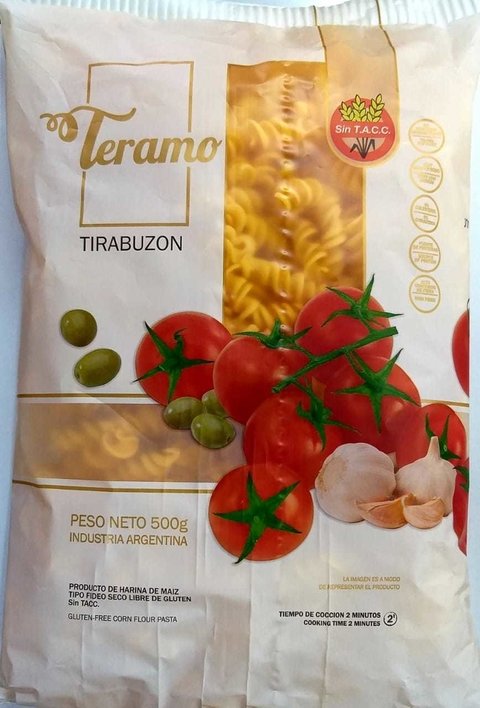 Sin T.A.C.C.
Teramo
TIRABUZON
PESO NETO 500g
INDUSTRIA ARGENTINA
LA IMAGEN ES A MODO
DE REPRESENTAR EL PRODUCTO
PRODUCTO DE HARINA DE MAIZ
TIPO FIDEO SECO LIBRE DE GLUTEN
Sin TACC.
GLUTEN-FREE CORN FLOUR PASTA
TIEMPO DE COCCION 2 MINUTOS
COOKING TIME 2 MINUTES
2'